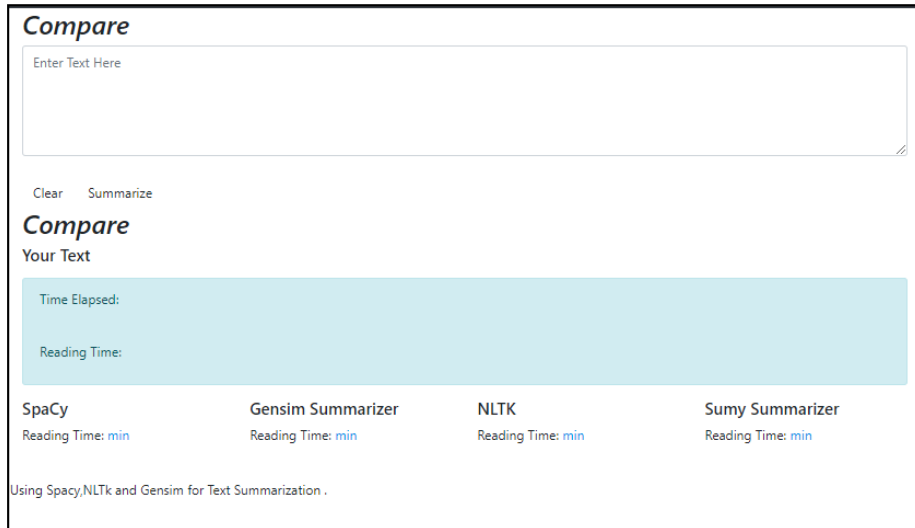 Compare
Enter Text Here
Clear Summarize
Compare
Your Text
Time Elapsed:
Reading Time:
SpaCy Gensim Summarizer NLTK Sumy Summarizer
Reading Time: min Reading Time: min Reading Time: min Reading Time: min
Using Spacy,NLTk and Gensim for Text Summarization .